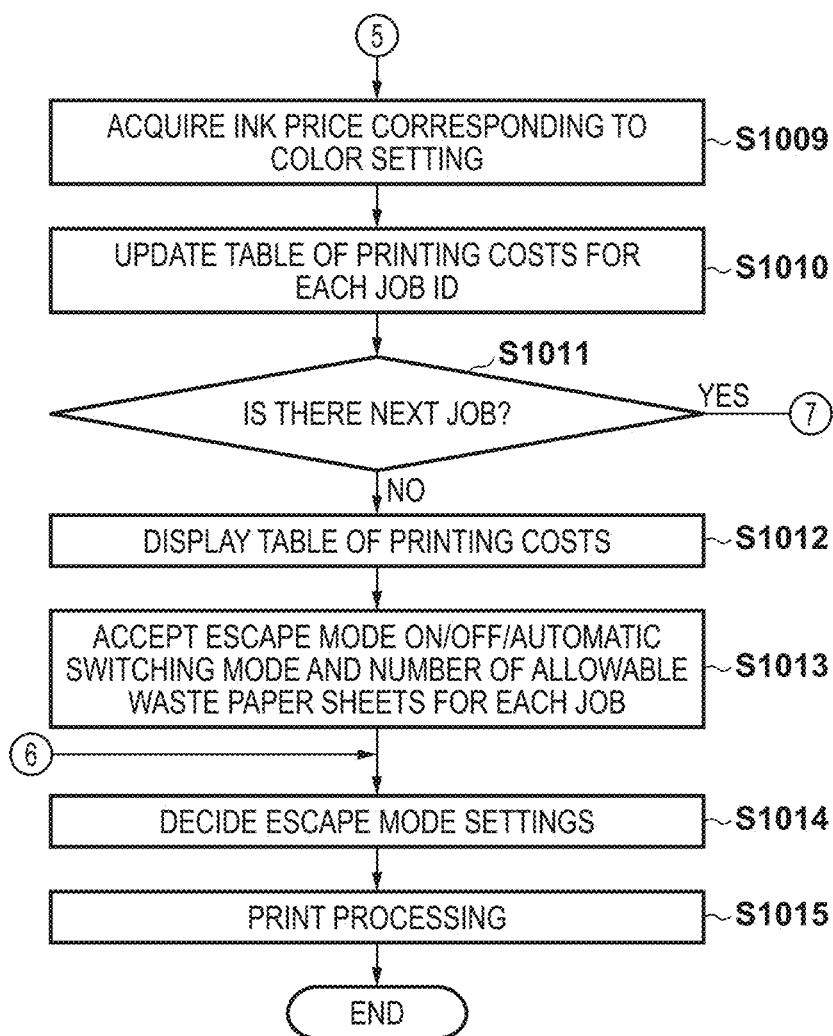 5
ACQUIRE INK PRICE CORRESPONDING TO
COLOR SETTING
S1009
UPDATE TABLE OF PRINTING COSTS FOR
EACH JOB ID
S1010
S1011
IS THERE NEXT JOB?
YES
7
NO
DISPLAY TABLE OF PRINTING COSTS
S1012
ACCEPT ESCAPE MODE ON/OFF/AUTOMATIC
SWITCHING MODE AND NUMBER OF ALLOWABLE
WASTE PAPER SHEETS FOR EACH JOB
S1013
6
DECIDE ESCAPE MODE SETTINGS
S1014
PRINT PROCESSING
S1015
END